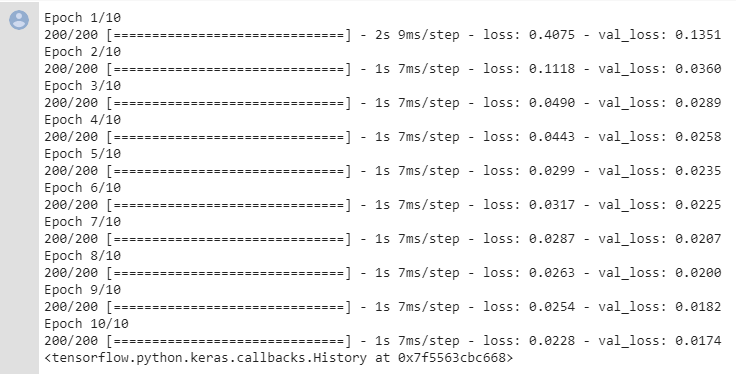 Epoch 1/10
200/200 [==============================] - 2s 9ms/step - loss: 0.4075 - val_loss: 0.1351
Epoch 2/10
200/200 [==============================] - 1s 7ms/step - loss: 0.1118 - val_loss: 0.0360
Epoch 3/10
200/200 [==============================] - 1s 7ms/step - loss: 0.0490 - val_loss: 0.0289
Epoch 4/10
200/200 [==============================] - 1s 7ms/step - loss: 0.0443 - val_loss: 0.0258
Epoch 5/10
200/200 [==============================] - 1s 7ms/step - loss: 0.0299 - val_loss: 0.0235
Epoch 6/10
200/200 [==============================] - 1s 7ms/step - loss: 0.0317 - val_loss: 0.0225
Epoch 7/10
200/200 [==============================] - 1s 7ms/step - loss: 0.0287 - val_loss: 0.0207
Epoch 8/10
200/200 [==============================] - 1s 7ms/step - loss: 0.0263 - val_loss: 0.0200
Epoch 9/10
200/200 [==============================] - 1s 7ms/step - loss: 0.0254 - val_loss: 0.0182
Epoch 10/10
200/200 [==============================] - 1s 7ms/step - loss: 0.0228 - val_loss: 0.0174
<tensorflow.python.keras.callbacks.History at 0x7f5563cbc668>